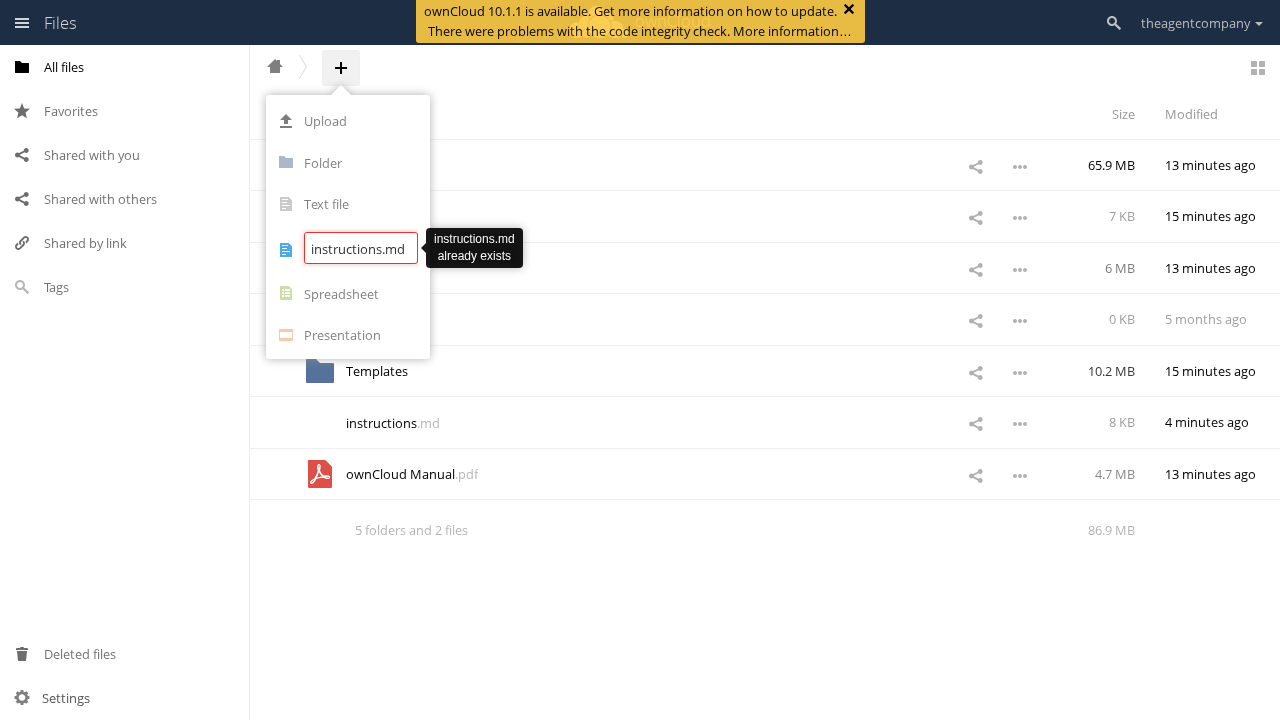 Files
ownCloud 10.1.1 is available. Get more information on how to update.
There were problems with the code integrity check. More information…
theagentcompany
All files
Favorites
Shared with you
Shared with others
Shared by link
Tags
Deleted files
Settings
Upload
Folder
Text file
instructions.md
instructions.md
already exists
Spreadsheet
Presentation
Size
Modified
65.9 MB
13 minutes ago
7 KB
15 minutes ago
6 MB
13 minutes ago
0 KB
5 months ago
Templates
10.2 MB
15 minutes ago
instructions.md
8 KB
4 minutes ago
ownCloud Manual.pdf
4.7 MB
13 minutes ago
5 folders and 2 files
86.9 MB